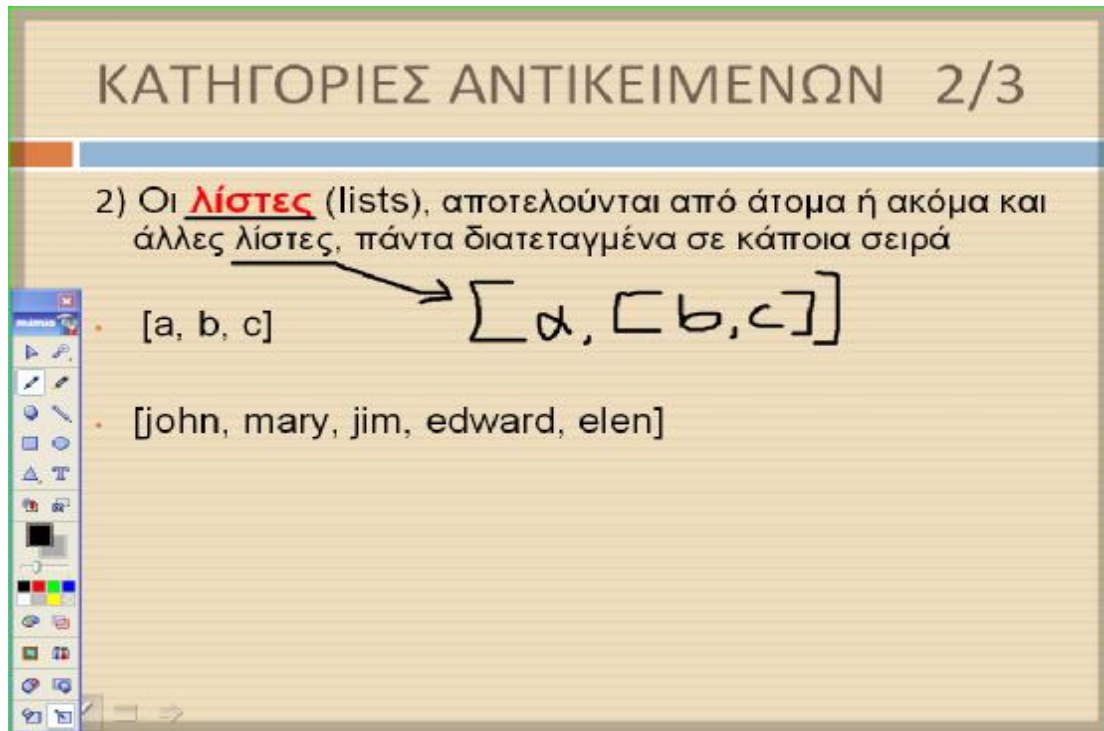 ΚΑΤΗΓΟΡΙΕΣ ΑΝΤΙΚΕΙΜΕΝΩΝ 2/3
2) Οι λίστες (lists), αποτελούνται από άτομα ή ακόμα και
άλλες λίστες, πάντα διατεταγμένα σε κάποια σειρά
[a, [b, c]]
[a, b, c]
[john, mary, jim, edward, elen]
mimio